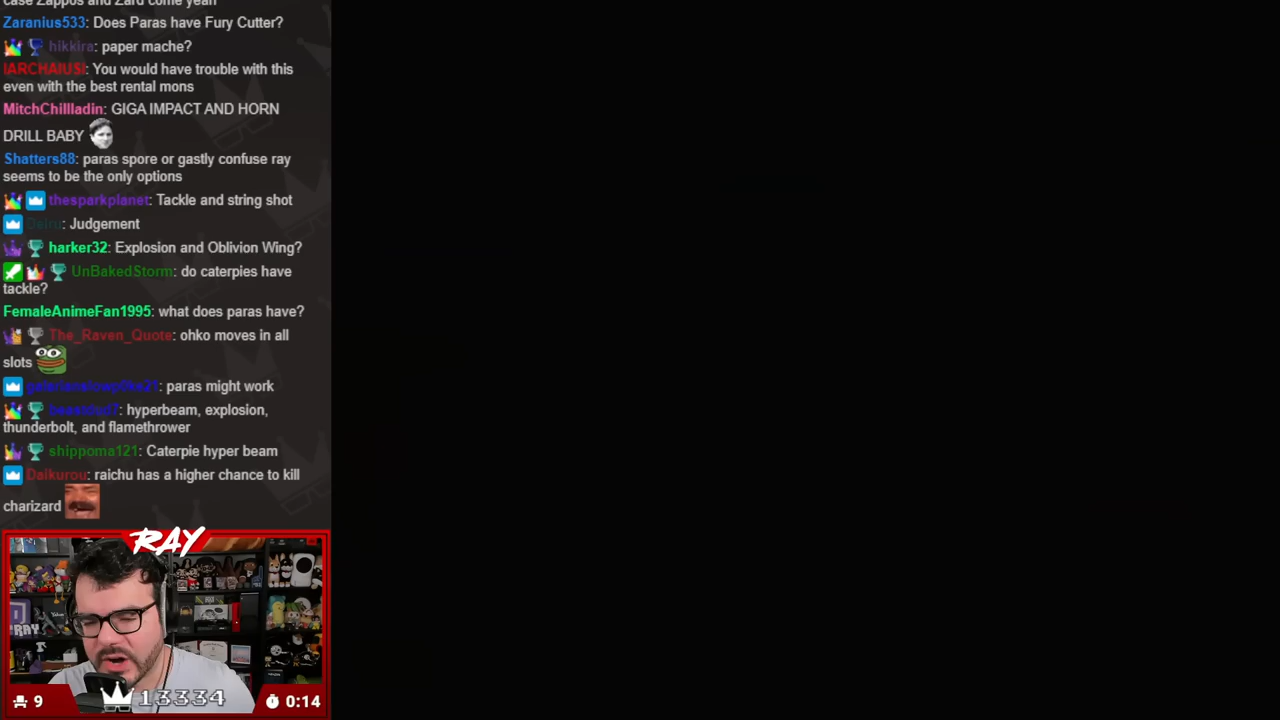 case Zappos and Zard come yeah
Zaranius533: Does Paras have Fury Cutter?
hikkira: paper mache?
IARCHAIUSI: You would have trouble with this
even with the best rental mons
MitchChillladin: GIGA IMPACT AND HORN
DRILL BABY
Shatters88: paras spore or gastly confuse ray
seems to be the only options
thesparkplanet: Tackle and string shot
: Judgement
harker32: Explosion and Oblivion Wing?
UnBakedStorm: do caterpies have
tackle?
FemaleAnimeFan1995: what does paras have?
The_Raven_Quote: ohko moves in all
slots
: paras might work
: hyperbeam, explosion,
thunderbolt, and flamethrower
shippoma121: Caterpie hyper beam
Dalkurou: raichu has a higher chance to kill
charizard
RAY
9
13334
0:14